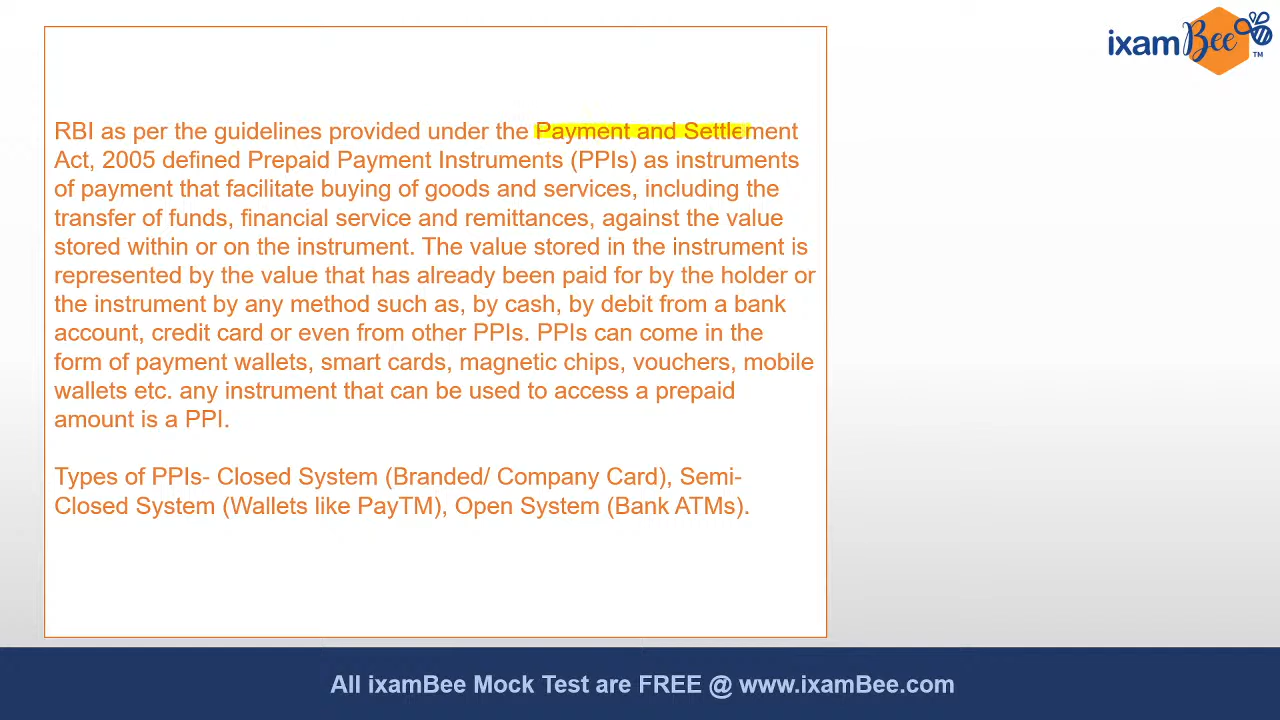 ixamBee
TM
RBI as per the guidelines provided under the Payment and Settlement
Act, 2005 defined Prepaid Payment Instruments (PPIs) as instruments
of payment that facilitate buying of goods and services, including the
transfer of funds, financial service and remittances, against the value
stored within or on the instrument. The value stored in the instrument is
represented by the value that has already been paid for by the holder or
the instrument by any method such as, by cash, by debit from a bank
account, credit card or even from other PPIs. PPIs can come in the
form of payment wallets, smart cards, magnetic chips, vouchers, mobile
wallets etc. any instrument that can be used to access a prepaid
amount is a PPI.
Types of PPIs- Closed System (Branded/ Company Card), Semi-
Closed System (Wallets like PayTM), Open System (Bank ATMs).
All ixamBee Mock Test are FREE @ www.ixamBee.com